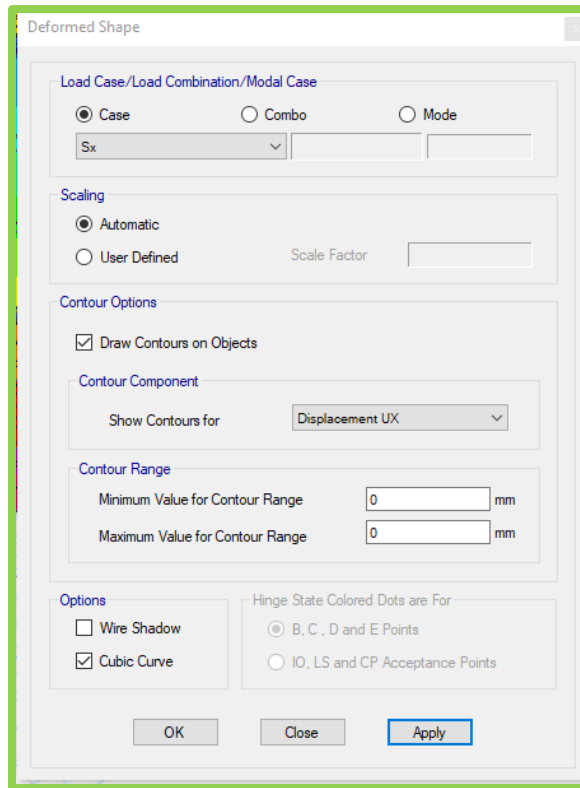 Deformed Shape
Load Case/Load Combination/Modal Case
Case Combo Mode
Sx
Scaling
Automatic
User Defined Scale Factor
Contour Options
Draw Contours on Objects
Contour Component
Show Contours for Displacement UX
Contour Range
Minimum Value for Contour Range 0 mm
Maximum Value for Contour Range 0 mm
Options Hinge State Colored Dots are For
Wire Shadow B, C , D and E Points
Cubic Curve IO, LS and CP Acceptance Points
OK Close Apply